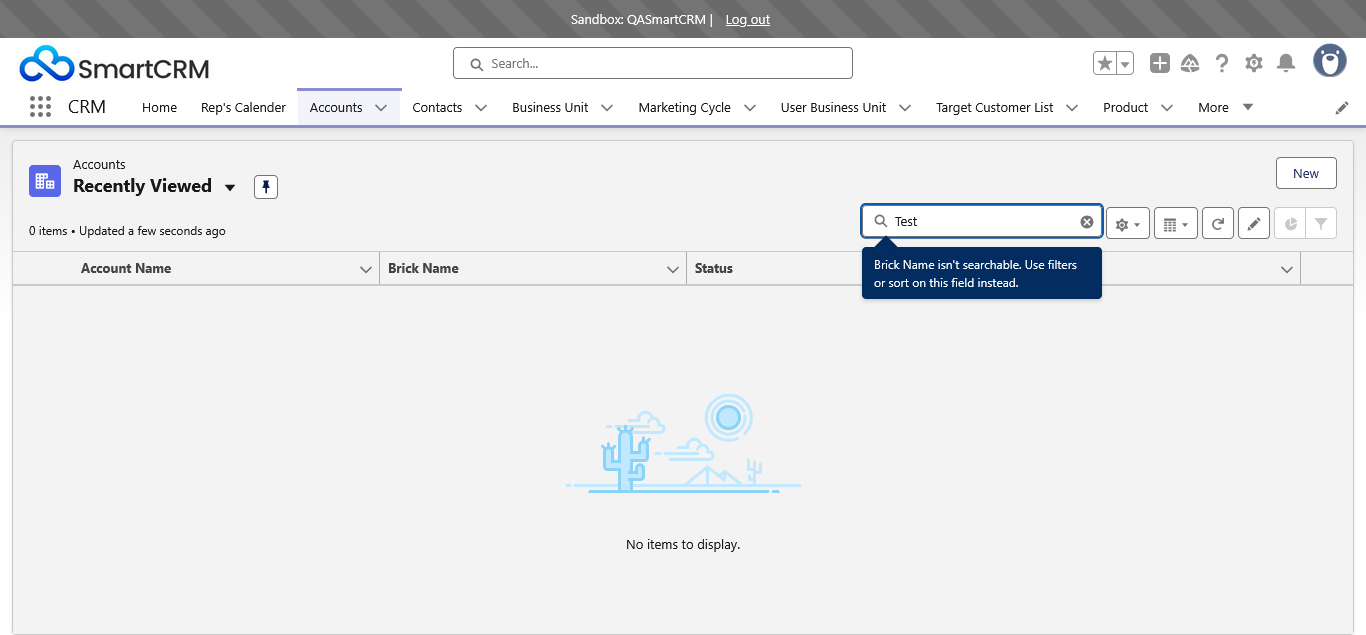 Sandbox: QASmartCRM | Log out
SmartCRM
Search...
CRM Home Rep's Calender Accounts Contacts Business Unit Marketing Cycle User Business Unit Target Customer List Product More
Accounts
Recently Viewed
New
0 items • Updated a few seconds ago
Test
Account Name Brick Name Status
Brick Name isn't searchable. Use filters
or sort on this field instead.
No items to display.